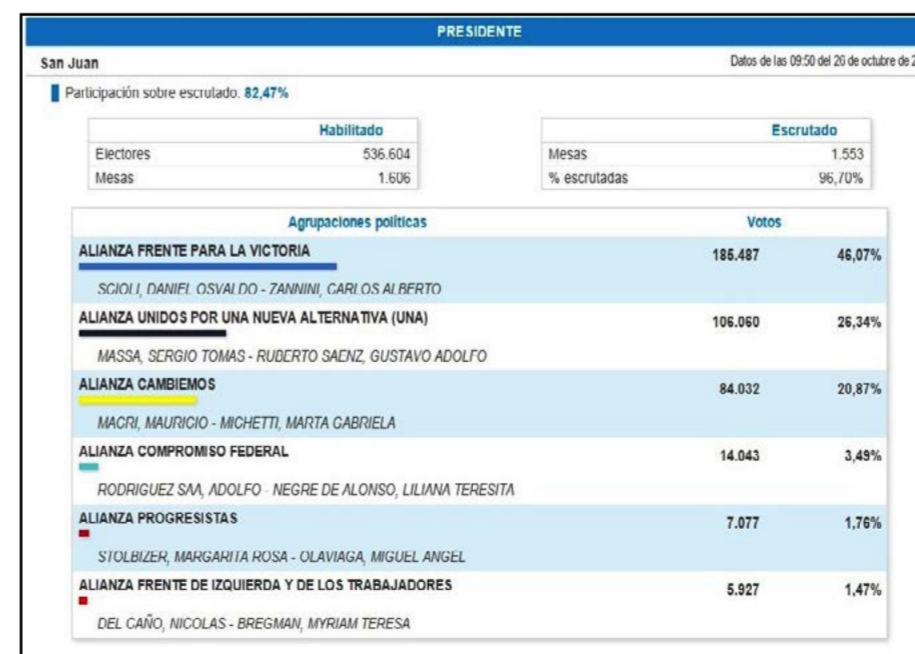 PRESIDENTE
San Juan
Datos de las 09:50 del 26 de octubre de 2
Participación sobre escrutado. 82,47%
Habilitado
Electores 536.604
Mesas 1.606
Escrutado
Mesas 1.553
% escrutadas 96,70%
Agrupaciones políticas Votos
ALIANZA FRENTE PARA LA VICTORIA 185.487 46,07%
SCIOLI, DANIEL OSVALDO - ZANNINI, CARLOS ALBERTO
ALIANZA UNIDOS POR UNA NUEVA ALTERNATIVA (UNA) 106.060 26,34%
MASSA, SERGIO TOMAS - RUBERTO SAENZ, GUSTAVO ADOLFO
ALIANZA CAMBIEMOS 84.032 20,87%
MACRI, MAURICIO - MICHETTI, MARTA GABRIELA
ALIANZA COMPROMISO FEDERAL 14.043 3,49%
RODRIGUEZ SAA, ADOLFO - NEGRE DE ALONSO, LILIANA TERESITA
ALIANZA PROGRESISTAS 7.077 1,76%
STOLBIZER, MARGARITA ROSA - OLAVIAGA, MIGUEL ANGEL
ALIANZA FRENTE DE IZQUIERDA Y DE LOS TRABAJADORES 5.927 1,47%
DEL CAÑO, NICOLAS - BREGMAN, MYRIAM TERESA